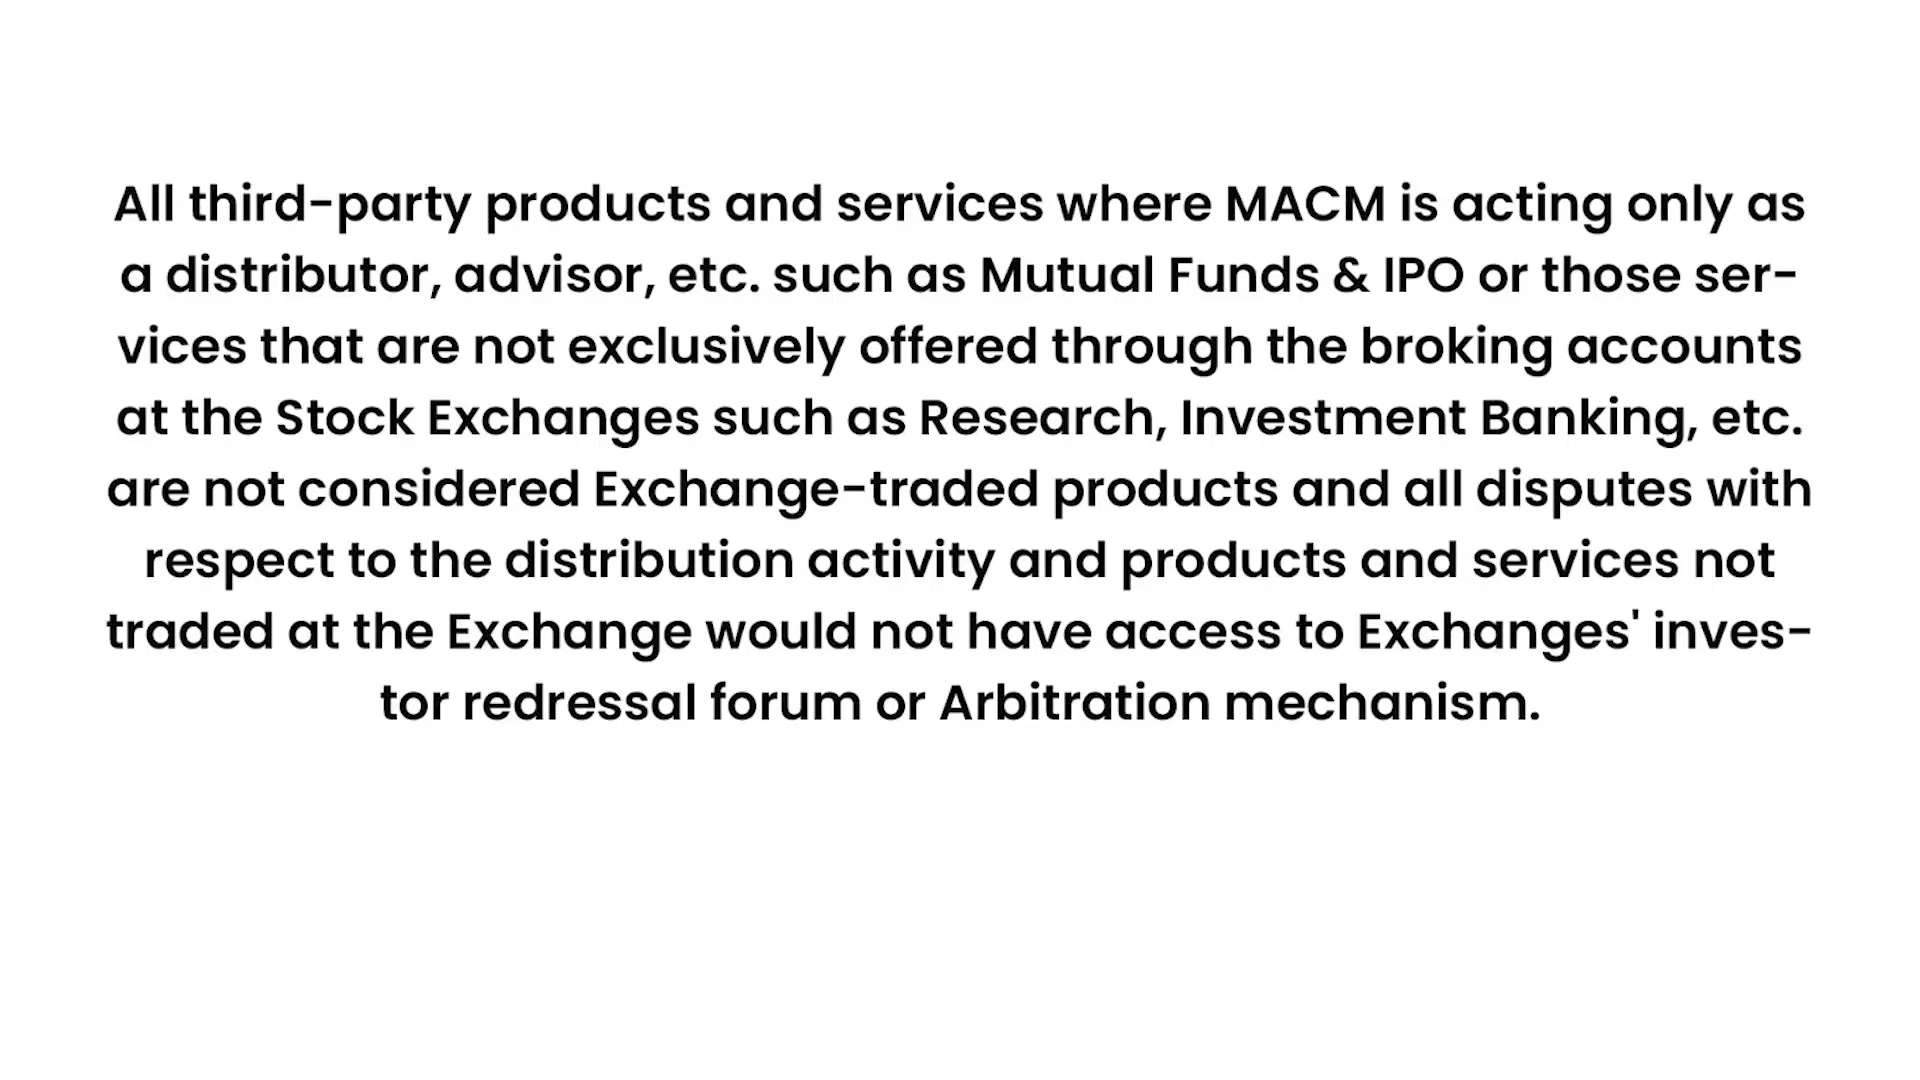 All third-party products and services where MACM is acting only as
a distributor, advisor, etc. such as Mutual Funds & IPO or those ser-
vices that are not exclusively offered through the broking accounts
at the Stock Exchanges such as Research, Investment Banking, etc.
are not considered Exchange-traded products and all disputes with
respect to the distribution activity and products and services not
traded at the Exchange would not have access to Exchanges' inves-
tor redressal forum or Arbitration mechanism.